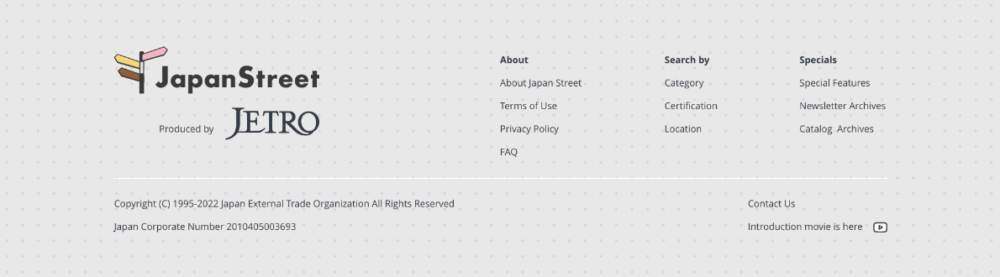 JapanStreet
Produced by JETRO
About
About Japan Street
Terms of Use
Privacy Policy
FAQ
Search by
Category
Certification
Location
Specials
Special Features
Newsletter Archives
Catalog Archives
Copyright (C) 1995-2022 Japan External Trade Organization All Rights Reserved
Japan Corporate Number 2010405003693
Contact Us
Introduction movie is here